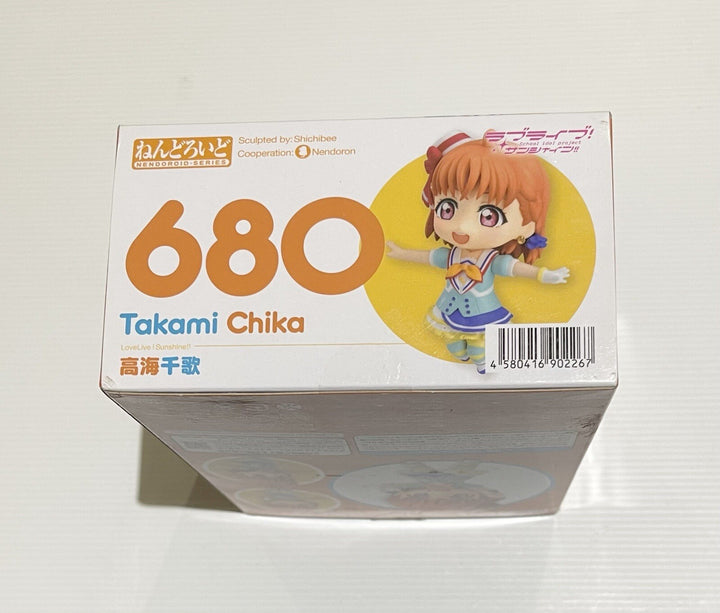 ねんどろいど
NENDOROID-SERIES
Sculpted by: Shichibee
Cooperation: Nendoron
ラブライブ!
School idol project
サンシャイン!!
680
Takami Chika
LoveLive! Sunshine!!
高海千歌
4 580416 902267